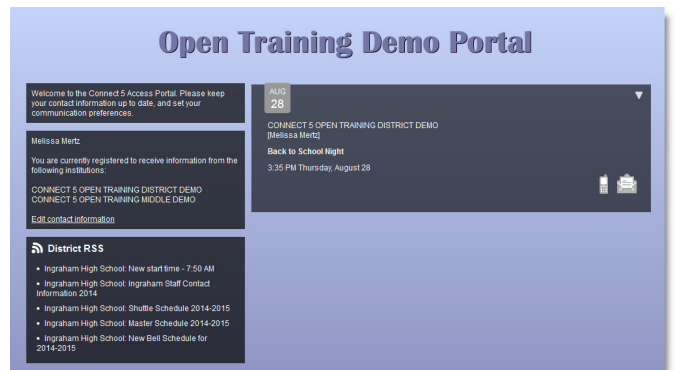 Open Training Demo Portal
Welcome to the Connect 5 Access Portal. Please keep
your contact information up to date, and set your
communication preferences.
Melissa Mertz
You are currently registered to receive information from the
following institutions:
CONNECT 5 OPEN TRAINING DISTRICT DEMO
CONNECT 5 OPEN TRAINING MIDDLE DEMO
Edit contact information
District RSS
• Ingraham High School: New start time - 7:50 AM
• Ingraham High School: Ingraham Staff Contact
Information 2014
• Ingraham High School: Shuttle Schedule 2014-2015
• Ingraham High School: Master Schedule 2014-2015
• Ingraham High School: New Bell Schedule for
2014-2015
AUG
28
CONNECT 5 OPEN TRAINING DISTRICT DEMO
[Melissa Mertz]
Back to School Night
3:35 PM Thursday, August 28